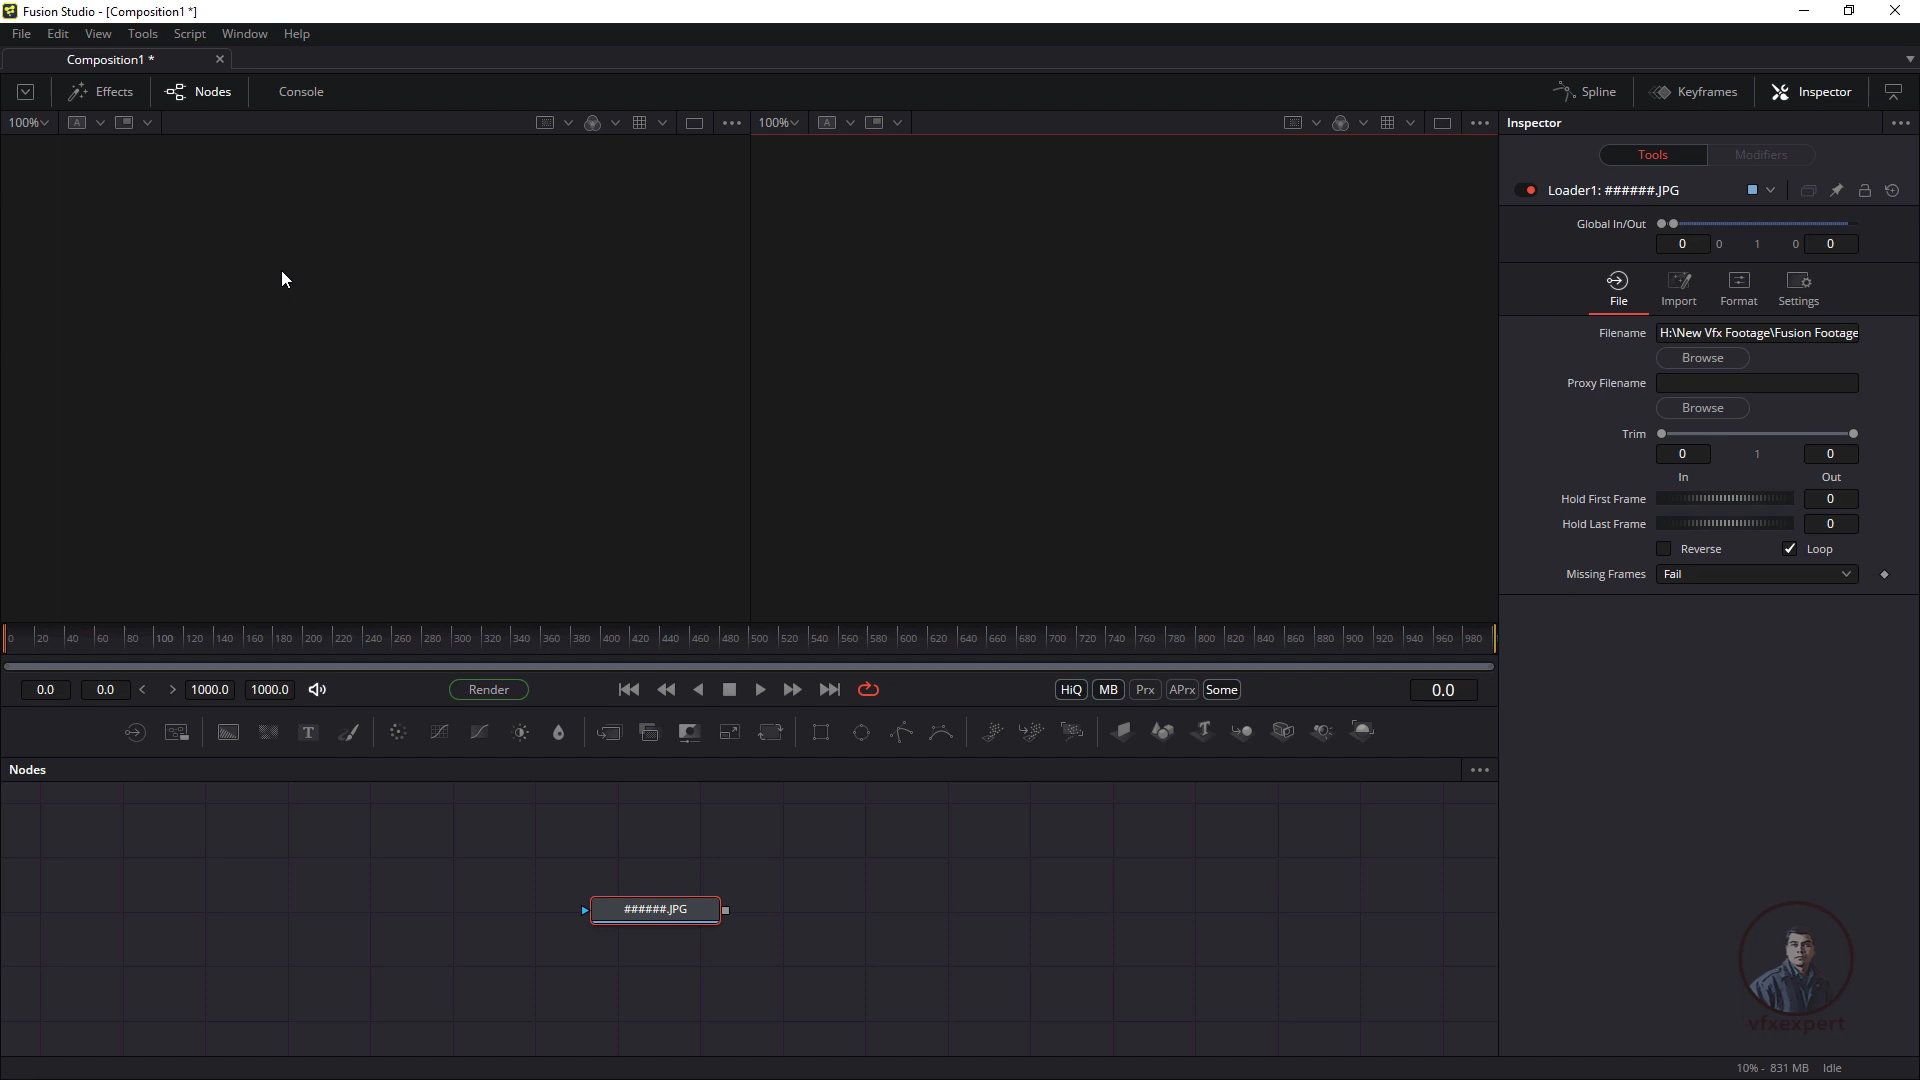 Fusion Studio - [Composition1 *]
File Edit View Tools Script Window Help
Composition1 *
Effects Nodes Console Spline Keyframes Inspector
100% A 100% A Inspector
Tools Modifiers
Loader1: ######.JPG
Global In/Out
0 0 1 0 0
File Import Format Settings
Filename H:\New Vfx Footage\Fusion Footage
Browse
Proxy Filename
Browse
Trim
0 1 0
In Out
Hold First Frame 0
Hold Last Frame 0
Reverse Loop
Missing Frames Fail
0 20 40 60 80 100 120 140 160 180 200 220 240 260 280 300 320 340 360 380 400 420 440 460 480 500 520 540 560 580 600 620 640 660 680 700 720 740 760 780 800 820 840 860 880 900 920 940 960 980
0.0 0.0 < > 1000.0 1000.0 Render HiQ MB Prx APrx Some 0.0
T T
Nodes
######.JPG
vfxexpert
10% - 831 MB Idle